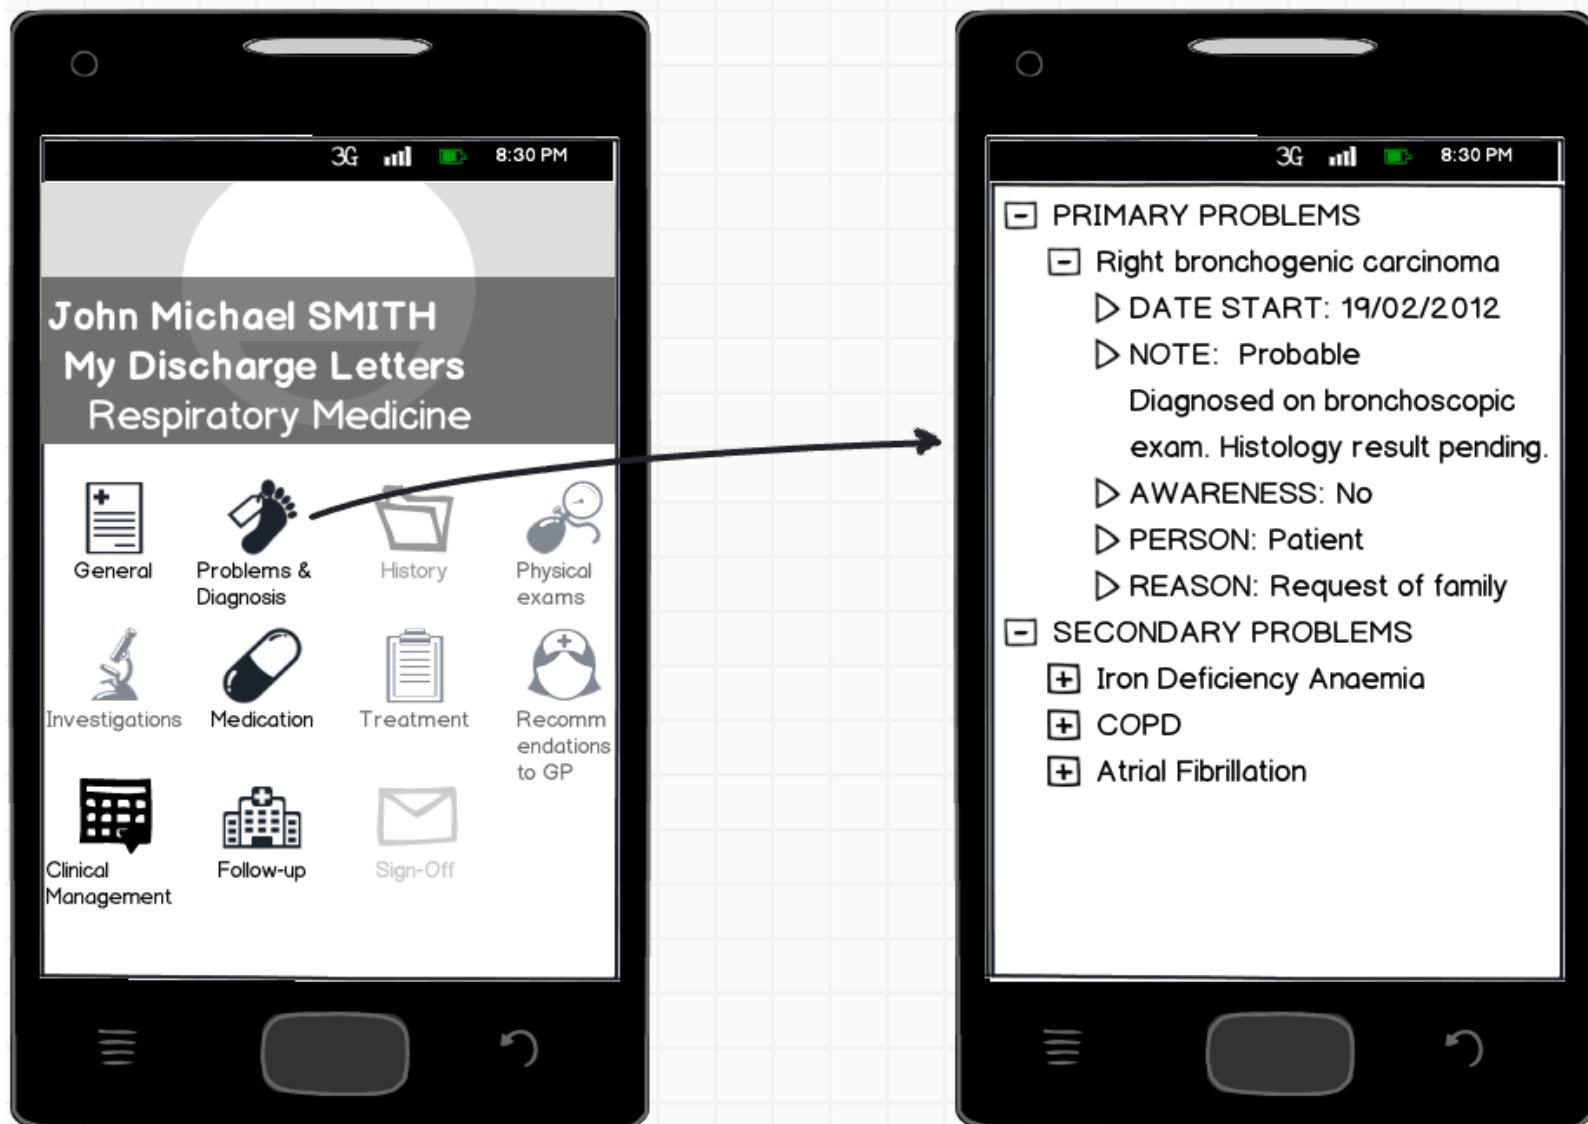 3G 8:30 PM
John Michael SMITH
My Discharge Letters
Respiratory Medicine
General
Problems &
Diagnosis
History
Physical
exams
Investigations
Medication
Treatment
Recomm
endations
to GP
Clinical
Management
Follow-up
Sign-Off
3G 8:30 PM
PRIMARY PROBLEMS
Right bronchogenic carcinoma
DATE START: 19/02/2012
NOTE: Probable
Diagnosed on bronchoscopic
exam. Histology result pending.
AWARENESS: No
PERSON: Patient
REASON: Request of family
SECONDARY PROBLEMS
Iron Deficiency Anaemia
COPD
Atrial Fibrillation